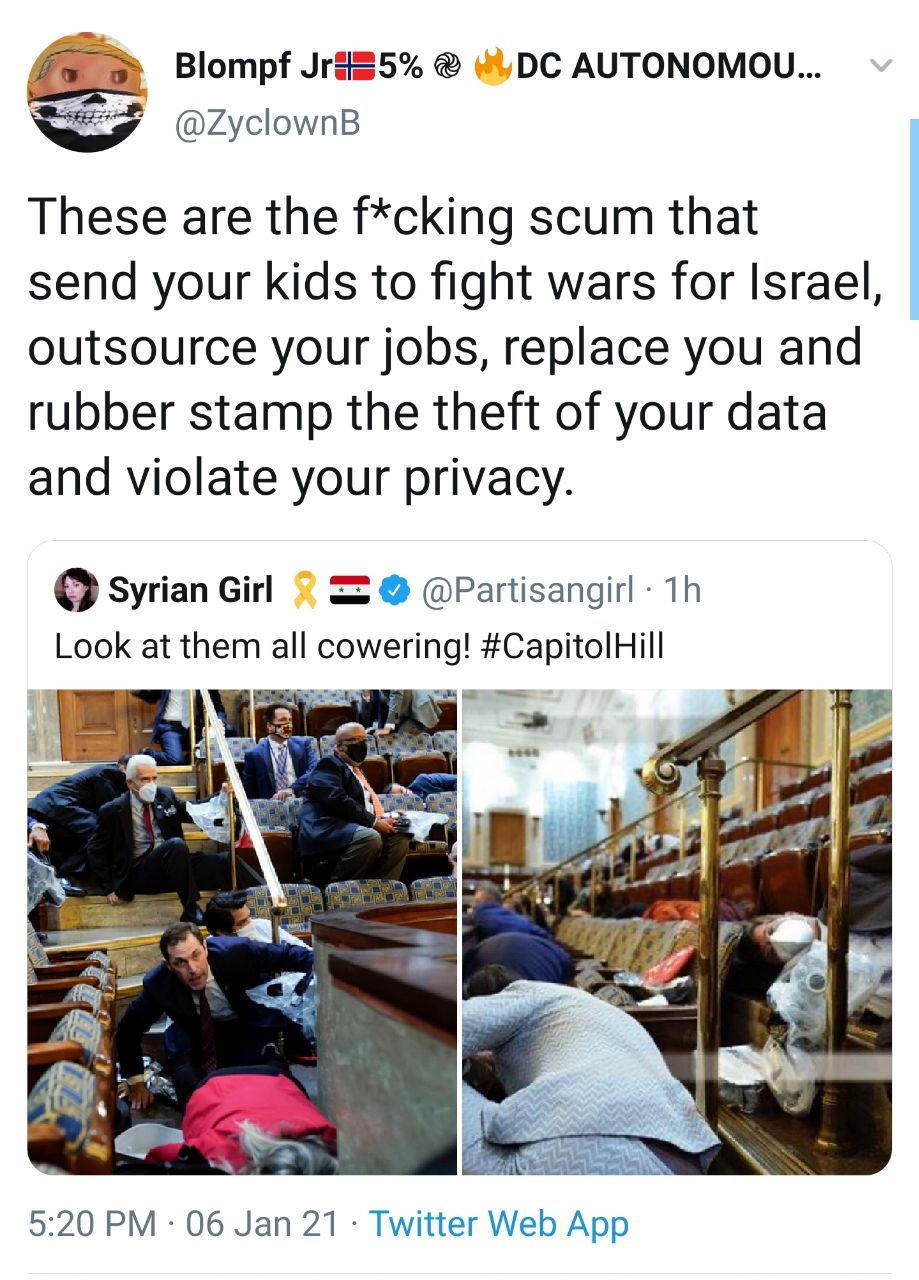 Blompf Jr🇳🇴5% ֎ 🔥DC AUTONOMOU...
@ZyclownB
These are the f*cking scum that
send your kids to fight wars for Israel,
outsource your jobs, replace you and
rubber stamp the theft of your data
and violate your privacy.
Syrian Girl 🎗 🇸🇾 @Partisangirl · 1h
Look at them all cowering! #CapitolHill
5:20 PM · 06 Jan 21 · Twitter Web App